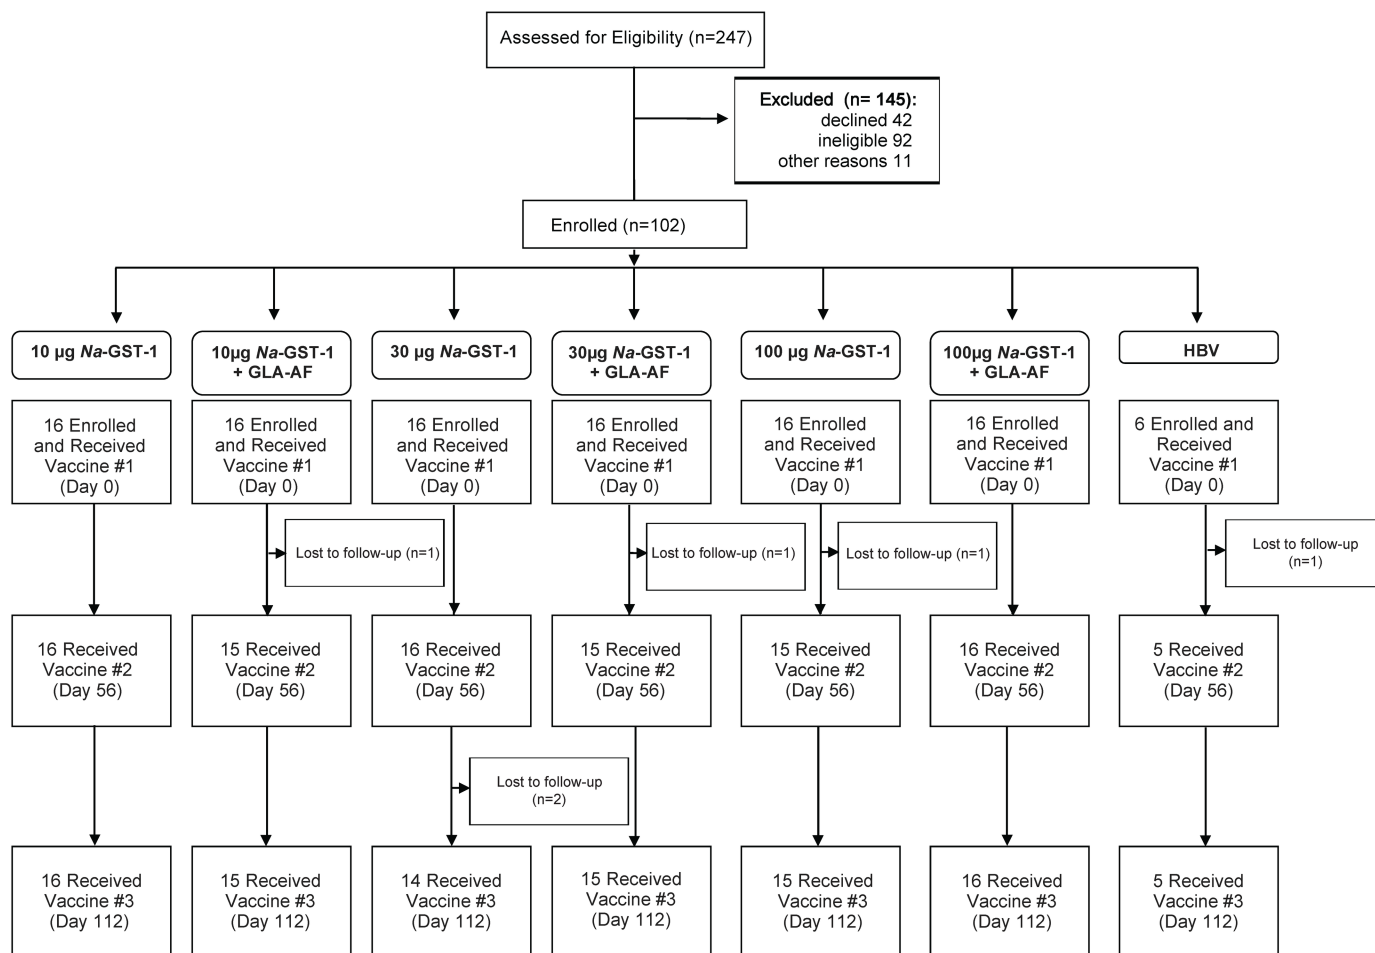 Assessed for Eligibility (n=247)
Excluded (n= 145):
declined 42
ineligible 92
other reasons 11
Enrolled (n=102)
10 µg Na-GST-1
10µg Na-GST-1
+ GLA-AF
30 µg Na-GST-1
30µg Na-GST-1
+ GLA-AF
100 µg Na-GST-1
100µg Na-GST-1
+ GLA-AF
HBV
16 Enrolled
and Received
Vaccine #1
(Day 0)
16 Enrolled
and Received
Vaccine #1
(Day 0)
16 Enrolled
and Received
Vaccine #1
(Day 0)
16 Enrolled
and Received
Vaccine #1
(Day 0)
16 Enrolled
and Received
Vaccine #1
(Day 0)
16 Enrolled
and Received
Vaccine #1
(Day 0)
6 Enrolled and
Received
Vaccine #1
(Day 0)
Lost to follow-up (n=1)
Lost to follow-up (n=1)
Lost to follow-up (n=1)
Lost to follow-up
(n=1)
16 Received
Vaccine #2
(Day 56)
15 Received
Vaccine #2
(Day 56)
16 Received
Vaccine #2
(Day 56)
15 Received
Vaccine #2
(Day 56)
15 Received
Vaccine #2
(Day 56)
16 Received
Vaccine #2
(Day 56)
5 Received
Vaccine #2
(Day 56)
Lost to follow-up
(n=2)
16 Received
Vaccine #3
(Day 112)
15 Received
Vaccine #3
(Day 112)
14 Received
Vaccine #3
(Day 112)
15 Received
Vaccine #3
(Day 112)
15 Received
Vaccine #3
(Day 112)
16 Received
Vaccine #3
(Day 112)
5 Received
Vaccine #3
(Day 112)